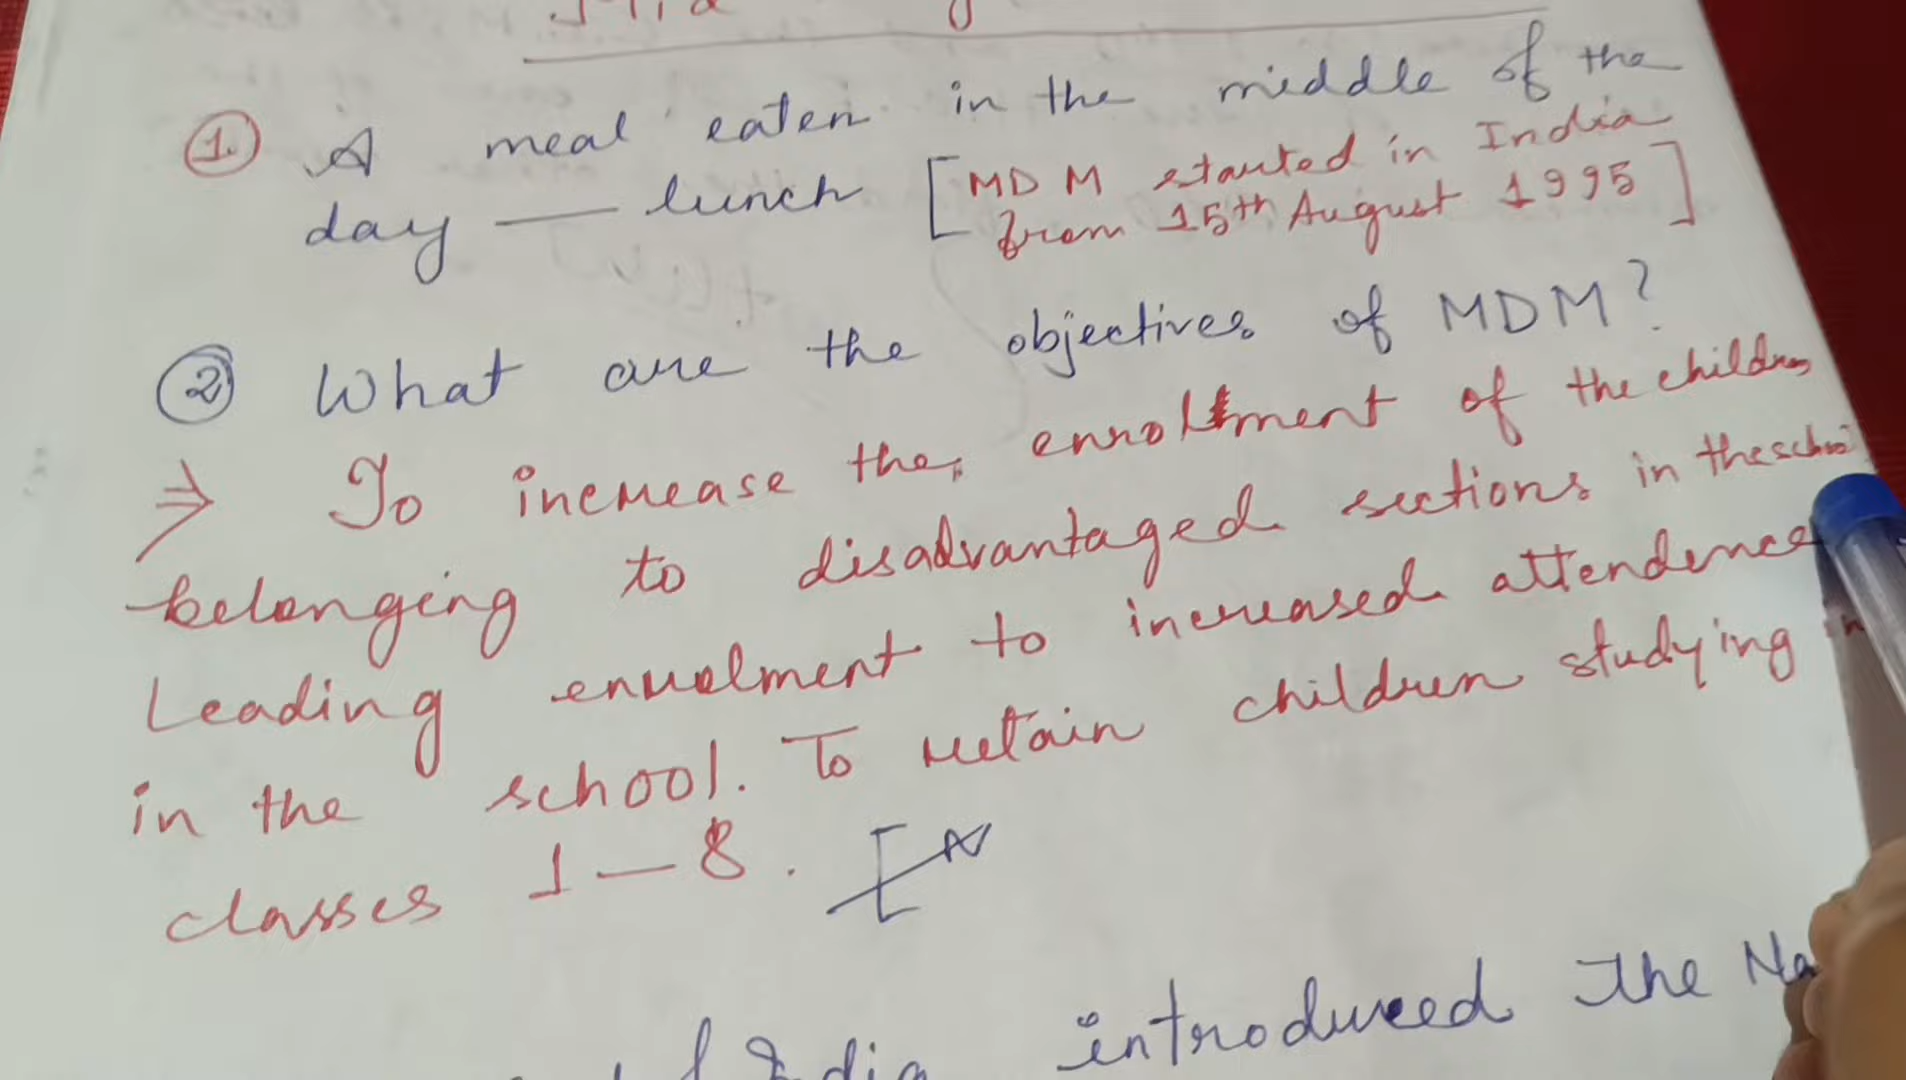 ① A meal eaten in the middle of the
day — lunch [MDM started in India
from 15th August 1995]
② What are the objectives of MDM?
⇒ To increase the enrolment of the children
belonging to disadvantaged sections in the
Leading enrolment to increased attendence
in the school. To retain children studying in
classes 1 — 8.
India introduced The